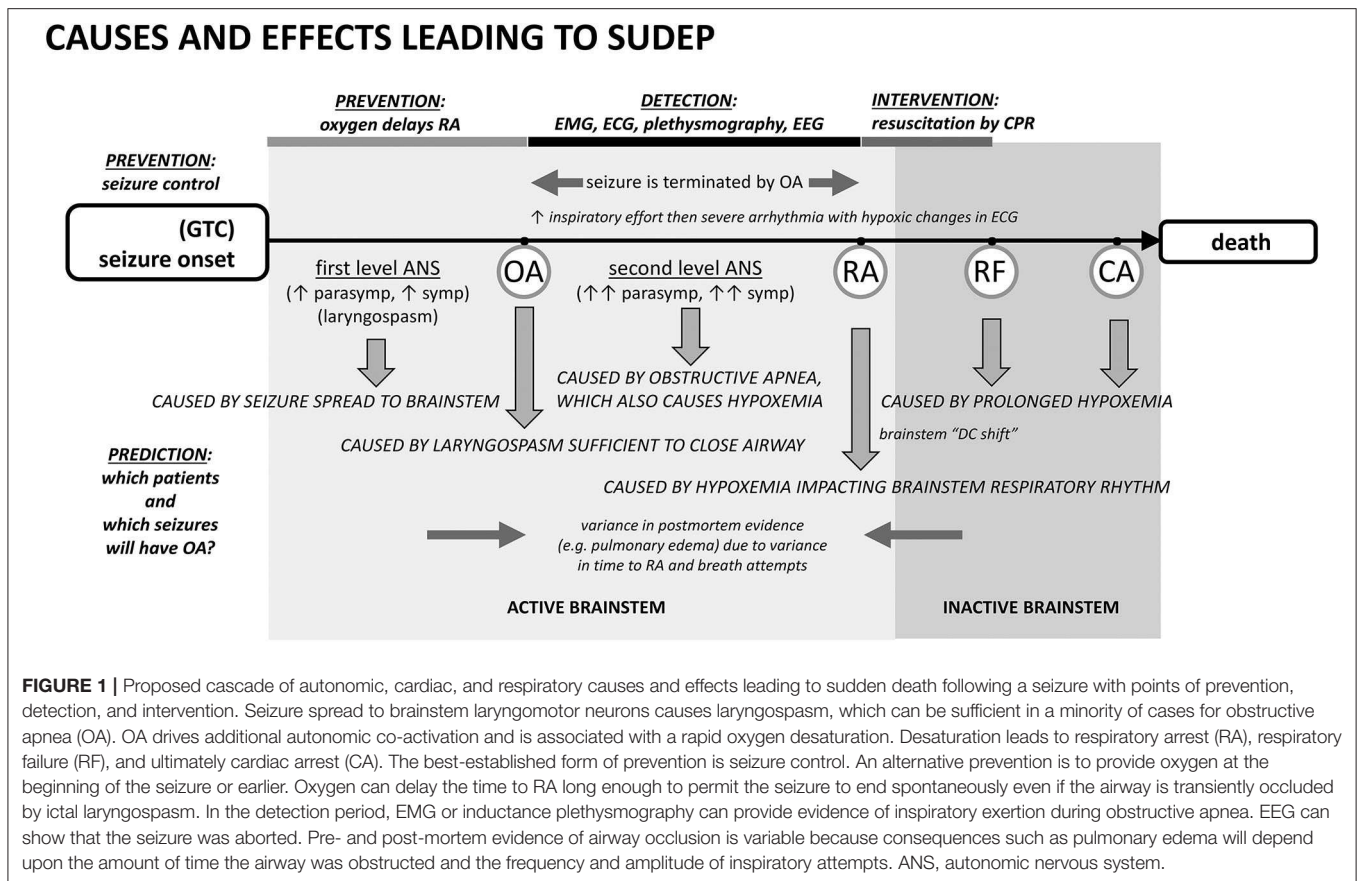 CAUSES AND EFFECTS LEADING TO SUDEP
PREVENTION:
oxygen delays RA
DETECTION:
EMG, ECG, plethysmography, EEG
INTERVENTION:
resuscitation by CPR
PREVENTION:
seizure control
seizure is terminated by OA
↑ inspiratory effort then severe arrhythmia with hypoxic changes in ECG
(GTC)
seizure onset
death
first level ANS
(↑ parasymp, ↑ symp)
(laryngospasm)
OA
second level ANS
(↑↑ parasymp, ↑↑ symp)
RA
RF
CA
CAUSED BY SEIZURE SPREAD TO BRAINSTEM
CAUSED BY OBSTRUCTIVE APNEA,
WHICH ALSO CAUSES HYPOXEMIA
CAUSED BY PROLONGED HYPOXEMIA
brainstem “DC shift”
CAUSED BY LARYNGOSPASM SUFFICIENT TO CLOSE AIRWAY
CAUSED BY HYPOXEMIA IMPACTING BRAINSTEM RESPIRATORY RHYTHM
PREDICTION:
which patients
and
which seizures
will have OA?
variance in postmortem evidence
(e.g. pulmonary edema) due to variance
in time to RA and breath attempts
ACTIVE BRAINSTEM
INACTIVE BRAINSTEM
FIGURE 1 | Proposed cascade of autonomic, cardiac, and respiratory causes and effects leading to sudden death following a seizure with points of prevention,
detection, and intervention. Seizure spread to brainstem laryngomotor neurons causes laryngospasm, which can be sufficient in a minority of cases for obstructive
apnea (OA). OA drives additional autonomic co-activation and is associated with a rapid oxygen desaturation. Desaturation leads to respiratory arrest (RA), respiratory
failure (RF), and ultimately cardiac arrest (CA). The best-established form of prevention is seizure control. An alternative prevention is to provide oxygen at the
beginning of the seizure or earlier. Oxygen can delay the time to RA long enough to permit the seizure to end spontaneously even if the airway is transiently occluded
by ictal laryngospasm. In the detection period, EMG or inductance plethysmography can provide evidence of inspiratory exertion during obstructive apnea. EEG can
show that the seizure was aborted. Pre- and post-mortem evidence of airway occlusion is variable because consequences such as pulmonary edema will depend
upon the amount of time the airway was obstructed and the frequency and amplitude of inspiratory attempts. ANS, autonomic nervous system.